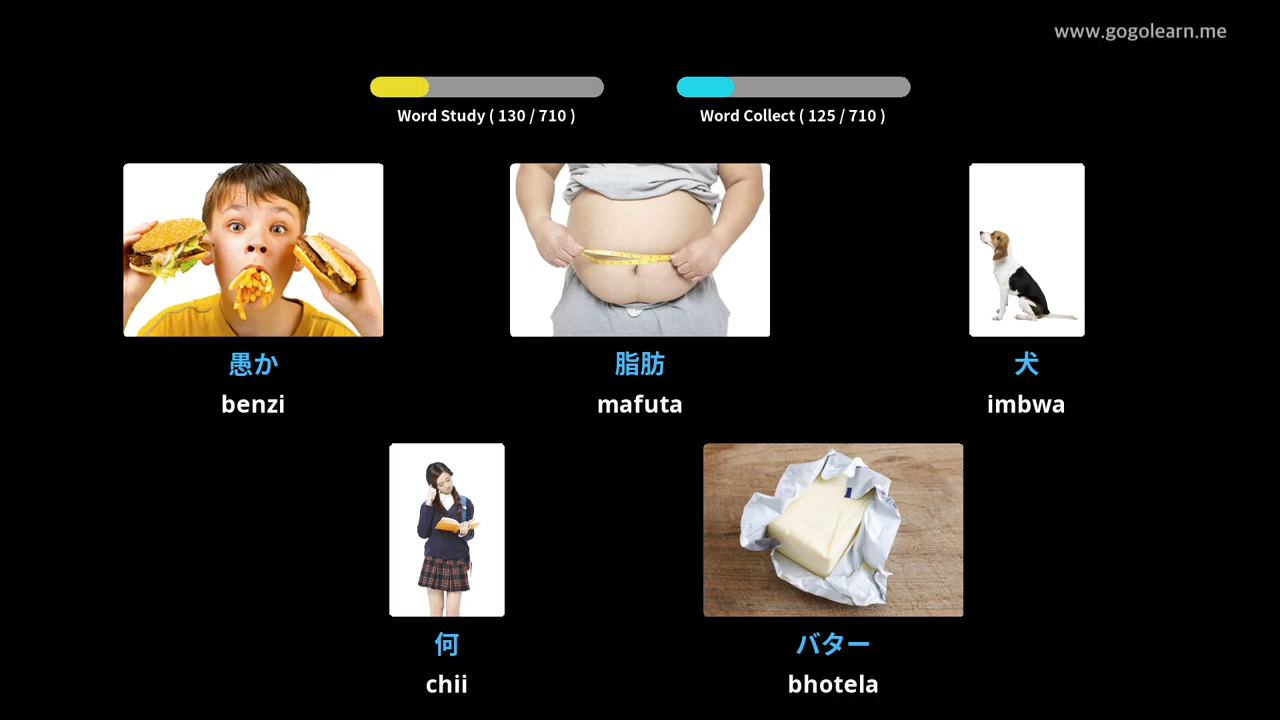 www.gogolearn.me
Word Study ( 130 / 710 )
Word Collect ( 125 / 710 )
愚か
benzi
脂肪
mafuta
犬
imbwa
何
chii
バター
bhotela